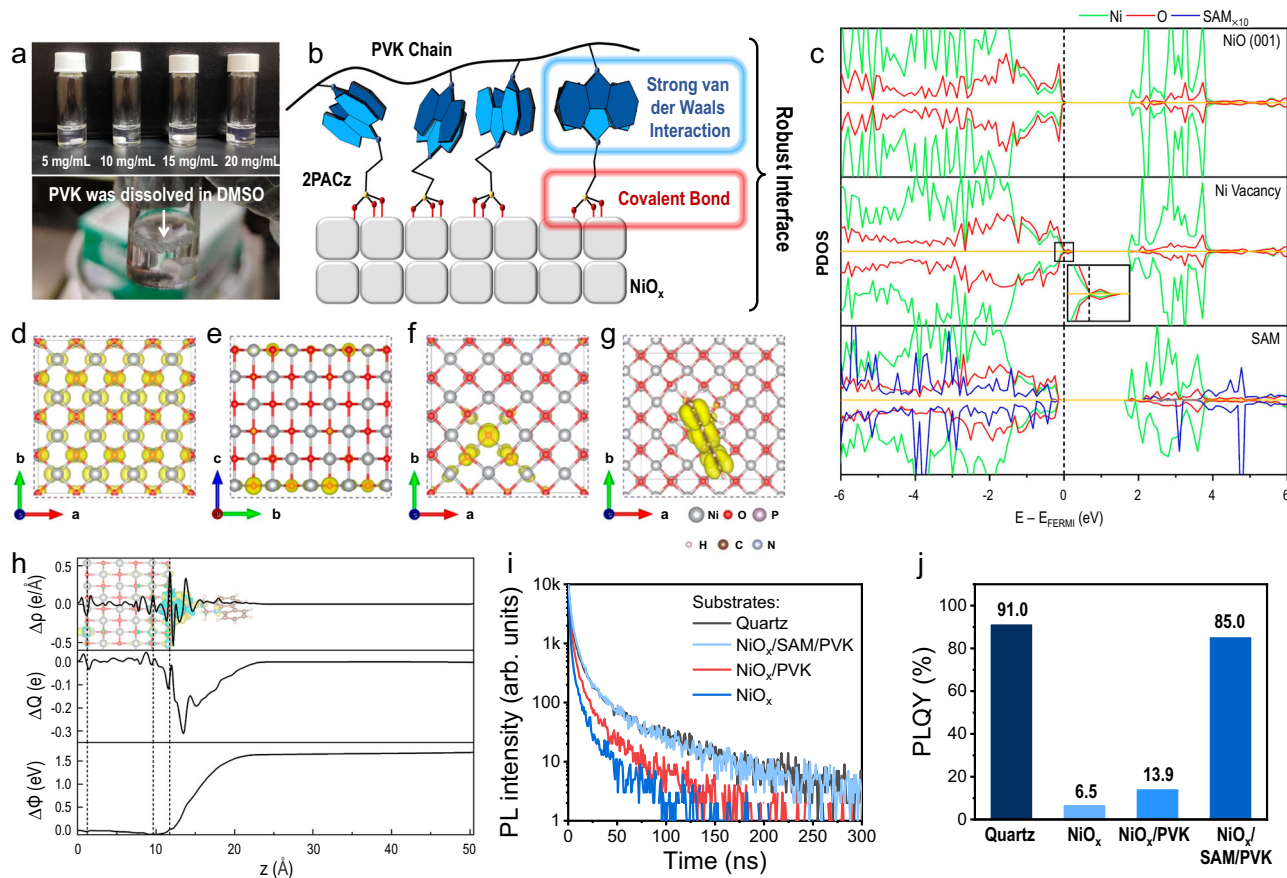 a
5 mg/mL 10 mg/mL 15 mg/mL 20 mg/mL
PVK was dissolved in DMSO
b
PVK Chain
Strong van
der Waals
Interaction
2PACz
Covalent Bond
NiOx
Robust Interface
c
Ni O SAM×10
NiO (001)
Ni Vacancy
SAM
PDOS
-6 -4 -2 0 2 4 6
E – EFERMI (eV)
d
b
a
e
c
b
f
b
a
g
b
a
Ni O P
H C N
h
Δρ (e/Å)
0.5
0.0
-0.5
ΔQ (e)
0.0
-0.1
-0.2
-0.3
ΔΦ (eV)
1.5
1.0
0.5
0.0
0 10 20 30 40 50
z (Å)
i
PL intensity (arb. units)
10k
1k
100
10
1
Substrates:
Quartz
NiOx/SAM/PVK
NiOx/PVK
NiOx
0 50 100 150 200 250 300
Time (ns)
j
PLQY (%)
100
80
60
40
20
0
91.0
6.5
13.9
85.0
Quartz NiOx NiOx/PVK NiOx/
SAM/PVK